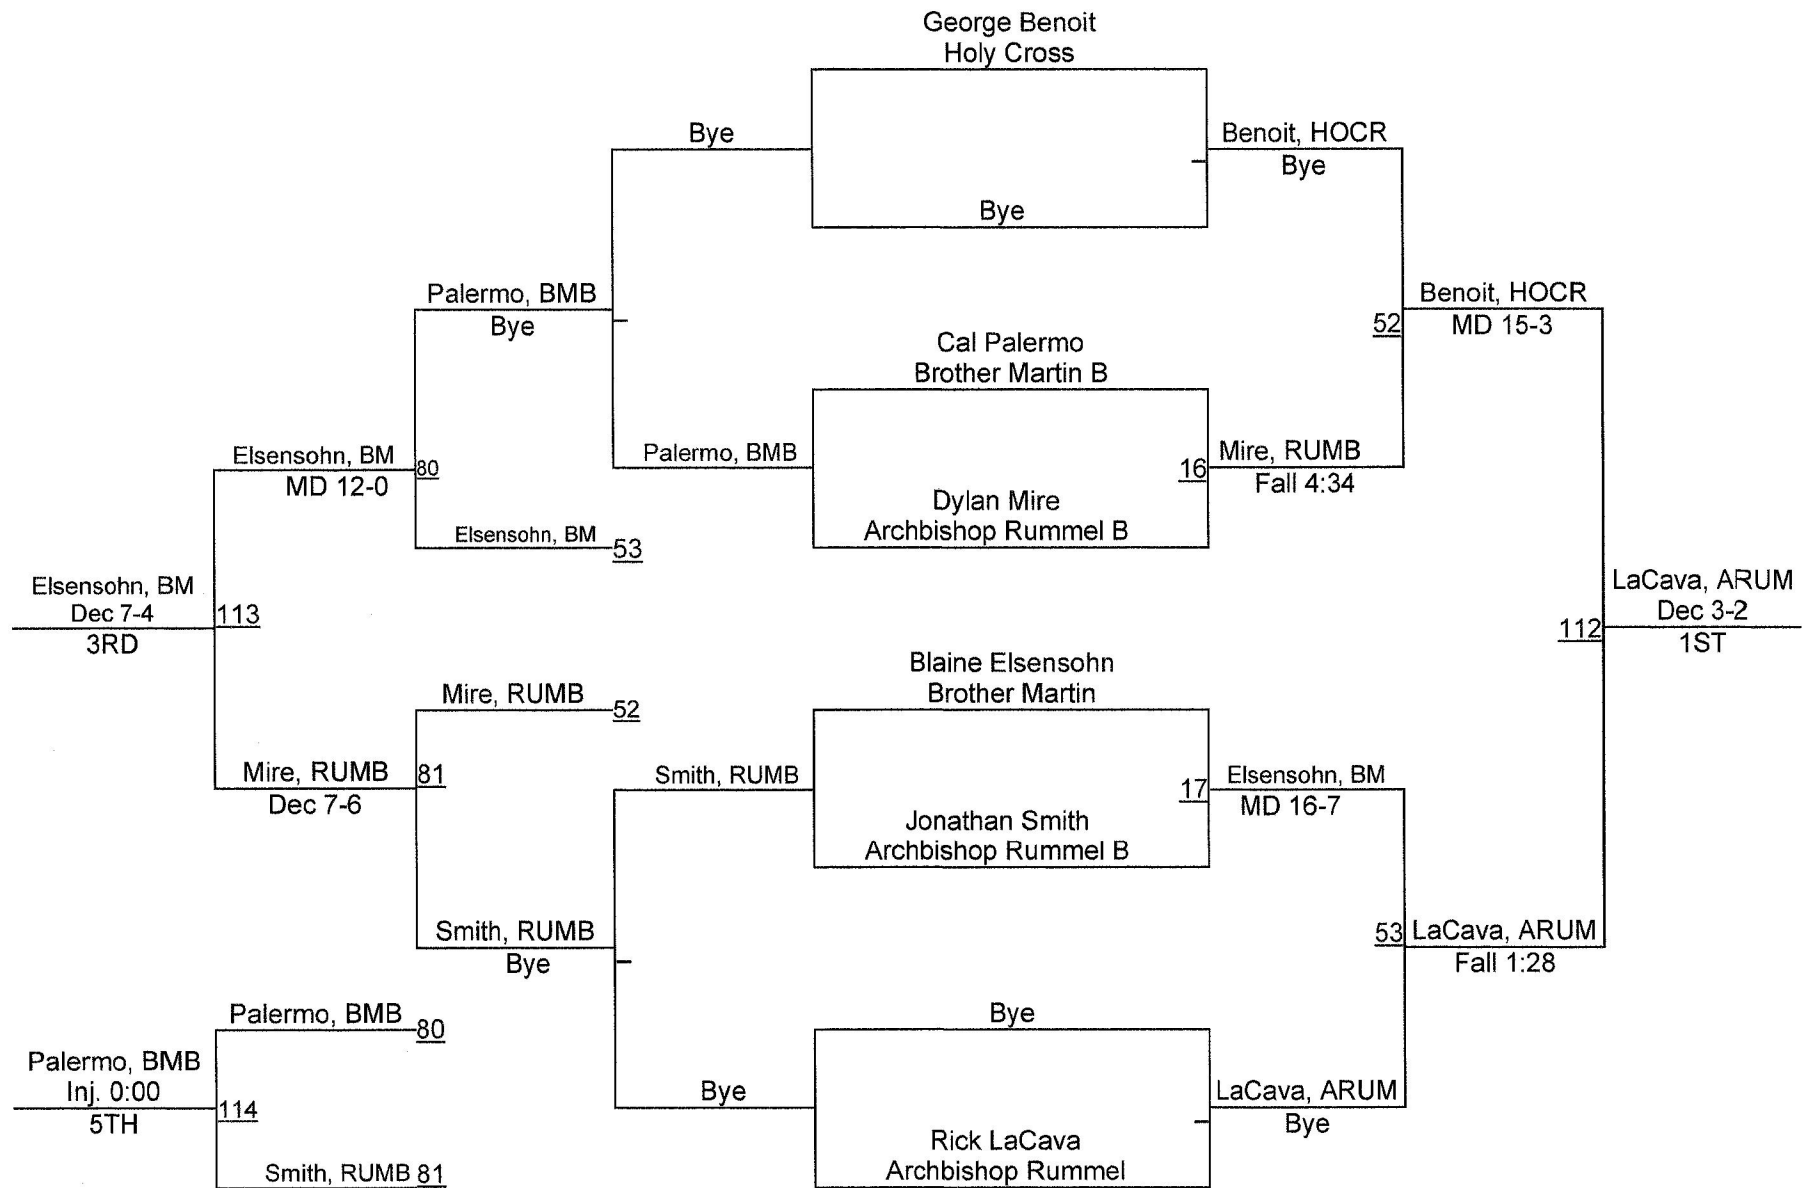 George Benoit
Holy Cross
Bye
Benoit, HOCR
Bye
Bye
Palermo, BMB
Bye
Benoit, HOCR
MD 15-3
52
Cal Palermo
Brother Martin B
Elsensohn, BM
MD 12-0
80
Palermo, BMB
16
Mire, RUMB
Fall 4:34
Dylan Mire
Archbishop Rummel B
Elsensohn, BM
53
Elsensohn, BM
Dec 7-4
3RD
113
LaCava, ARUM
Dec 3-2
1ST
112
Blaine Elsensohn
Brother Martin
Mire, RUMB
52
Mire, RUMB
Dec 7-6
81
Smith, RUMB
17
Elsensohn, BM
MD 16-7
Jonathan Smith
Archbishop Rummel B
Smith, RUMB
Bye
53
LaCava, ARUM
Fall 1:28
Palermo, BMB
80
Bye
Palermo, BMB
Inj. 0:00
5TH
114
Bye
LaCava, ARUM
Bye
Rick LaCava
Archbishop Rummel
Smith, RUMB
81